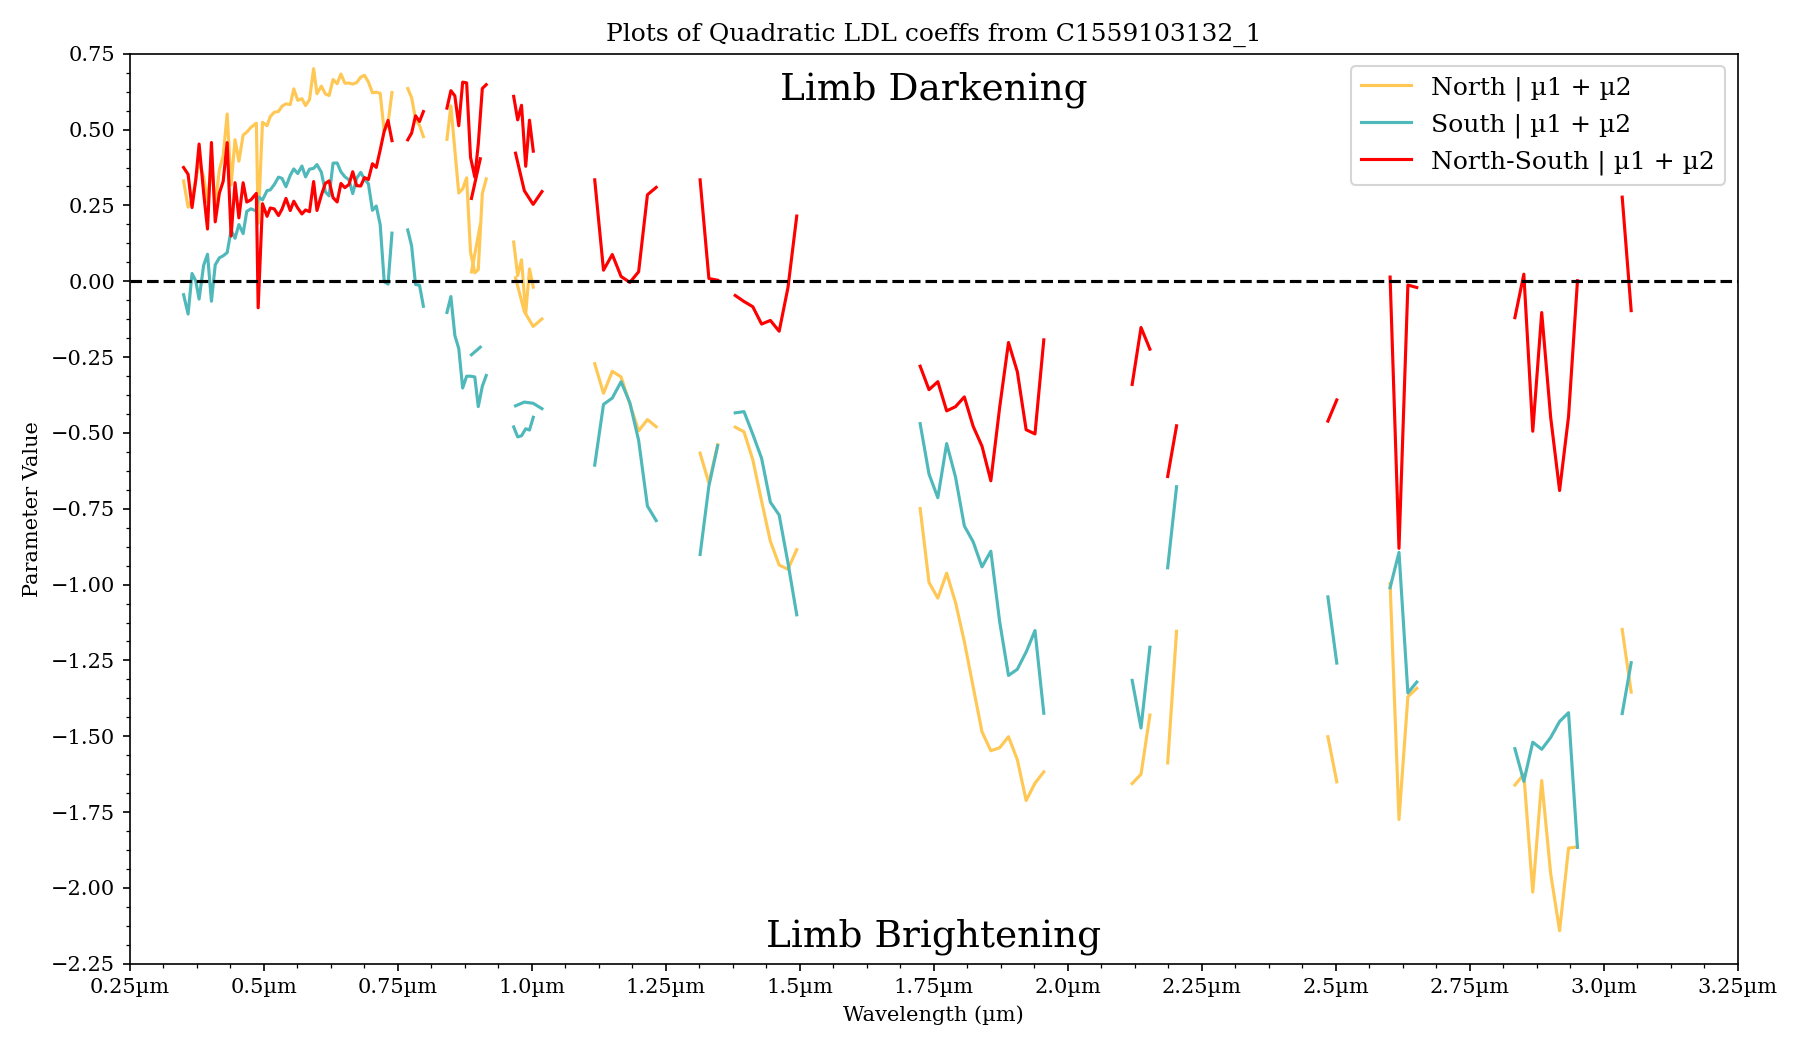 Plots of Quadratic LDL coeffs from C1559103132_1
Limb Darkening
North | µ1 + µ2
South | µ1 + µ2
North-South | µ1 + µ2
0.75
0.50
0.25
0.00
−0.25
−0.50
−0.75
−1.00
−1.25
−1.50
−1.75
−2.00
−2.25
Parameter Value
Limb Brightening
0.25µm 0.5µm 0.75µm 1.0µm 1.25µm 1.5µm 1.75µm 2.0µm 2.25µm 2.5µm 2.75µm 3.0µm 3.25µm
Wavelength (µm)